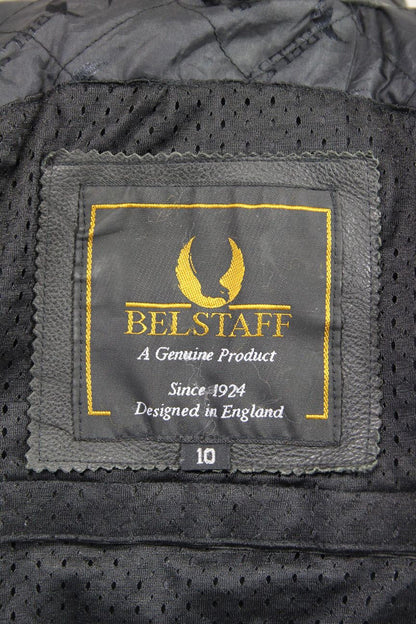 BELSTAFF
A Genuine Product
Since 1924
Designed in England
10